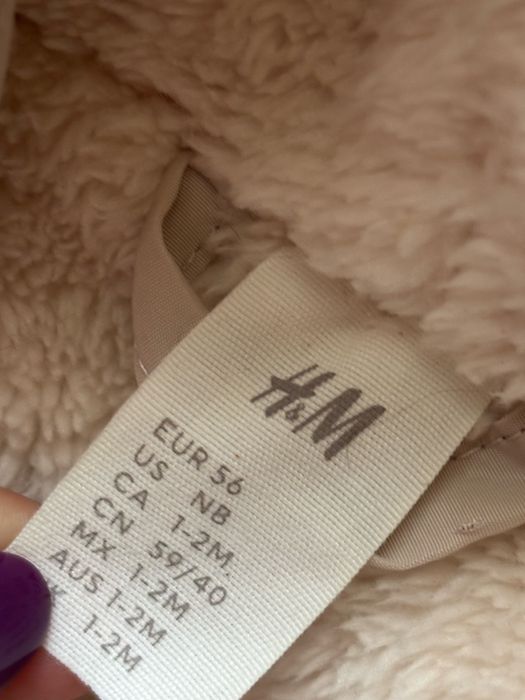 H&M
EUR 56
US NB
CA 1-2M
CN 59/40
MX 1-2M
AUS 1-2M
1-2M